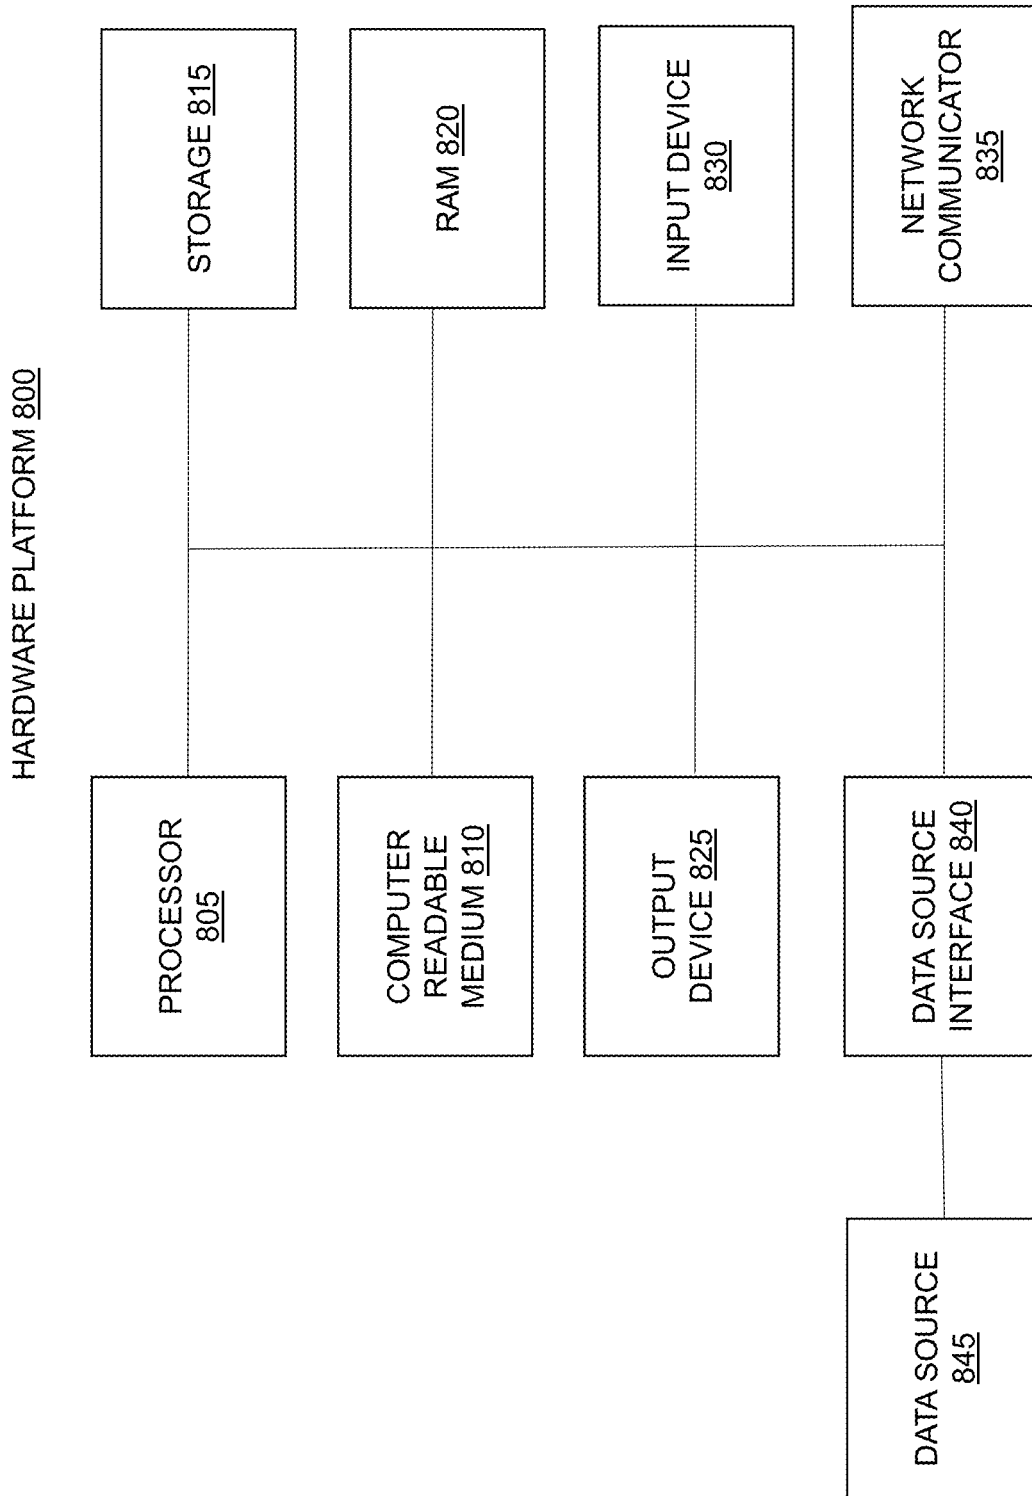 HARDWARE PLATFORM 800
PROCESSOR
805
STORAGE 815
COMPUTER
READABLE
MEDIUM 810
RAM 820
OUTPUT
DEVICE 825
INPUT DEVICE
830
DATA SOURCE
845
DATA SOURCE
INTERFACE 840
NETWORK
COMMUNICATOR
835